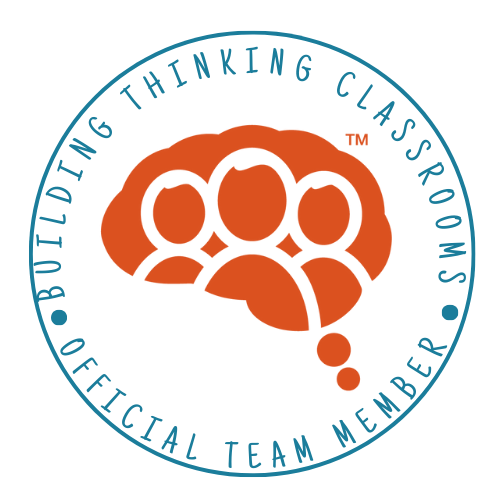 BUILDING THINKING CLASSROOMS
TM
OFFICIAL TEAM MEMBER